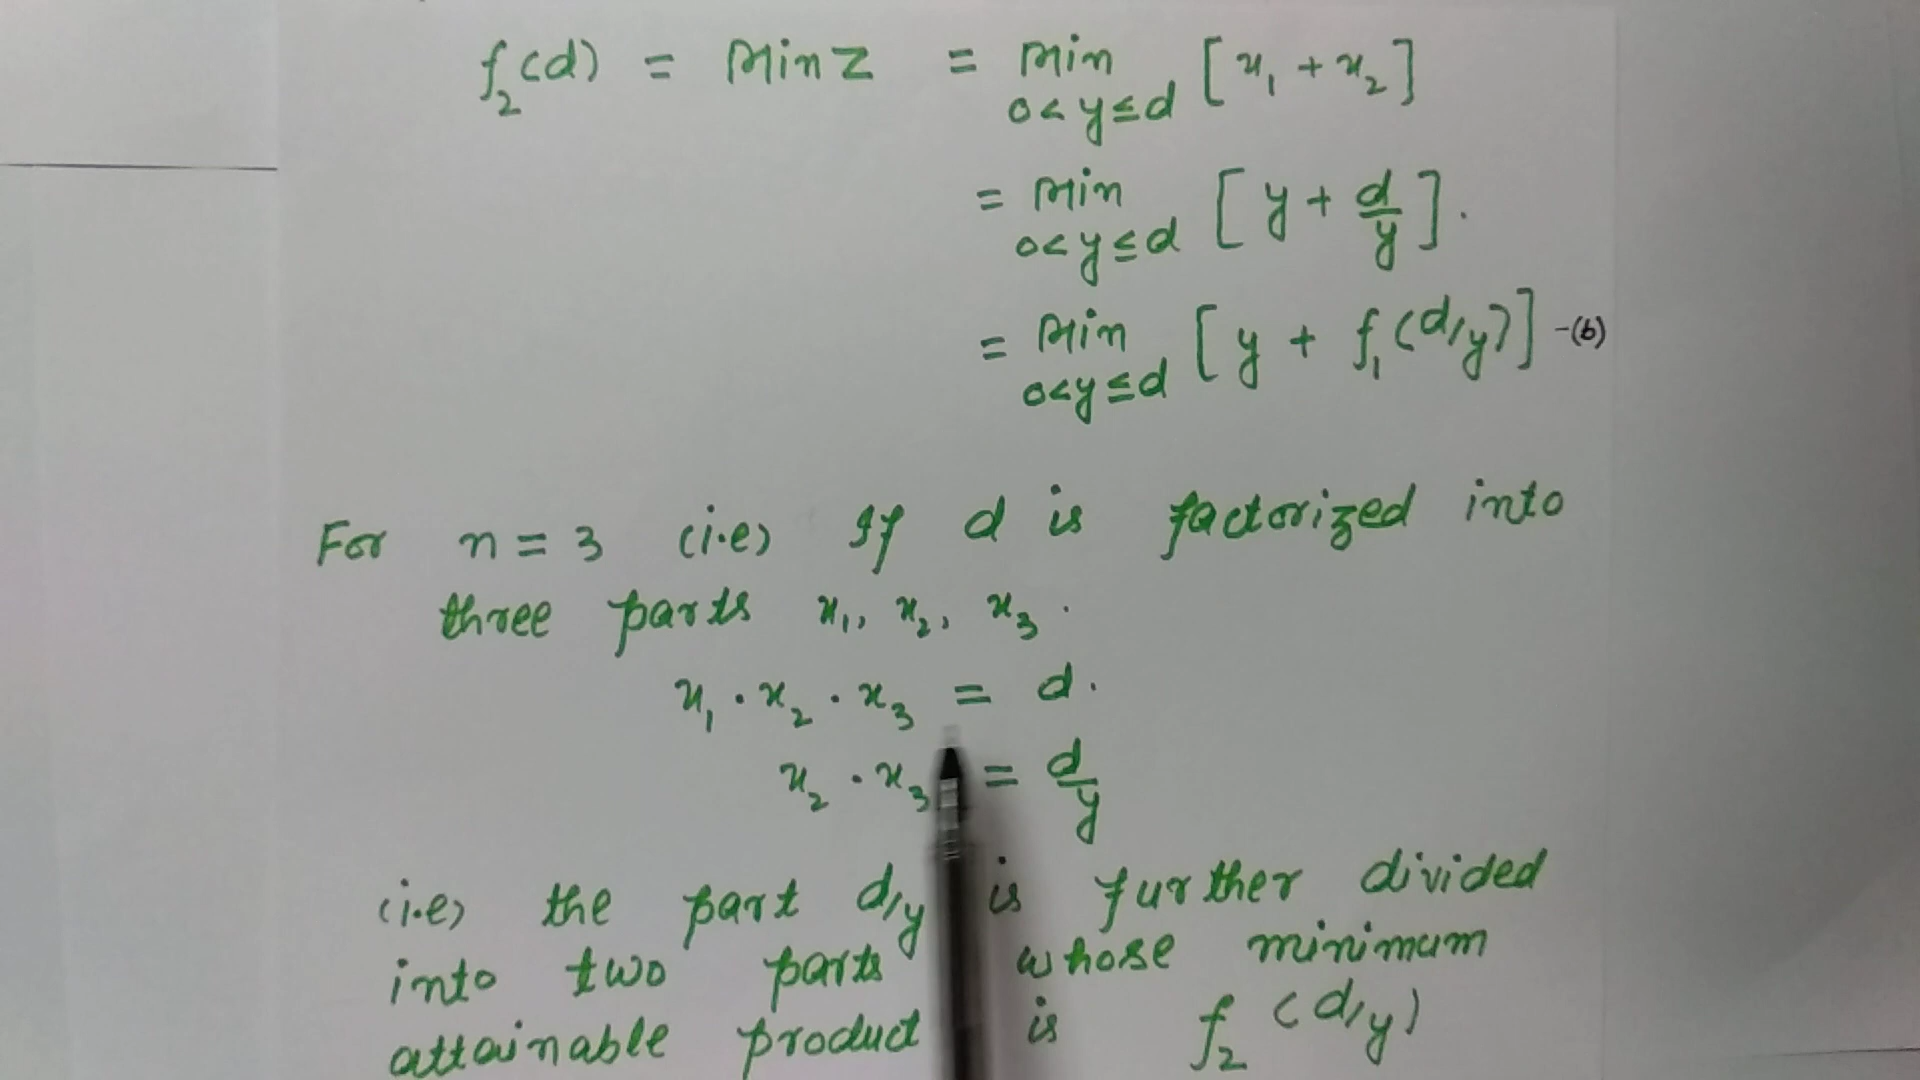 f₂(d) = Min Z = Min 0<y≤d [x₁ + x₂]
= Min 0<y≤d [y + d/y].
= Min 0<y≤d [y + f₁(d/y)] -(b)
For n = 3 (i.e) If d is factorized into
three parts x₁, x₂, x₃.
x₁ · x₂ · x₃ = d.
x₂ · x₃ = d/y
(i.e) the part d/y is further divided
into two parts whose minimum
attainable product is f₂(d/y)